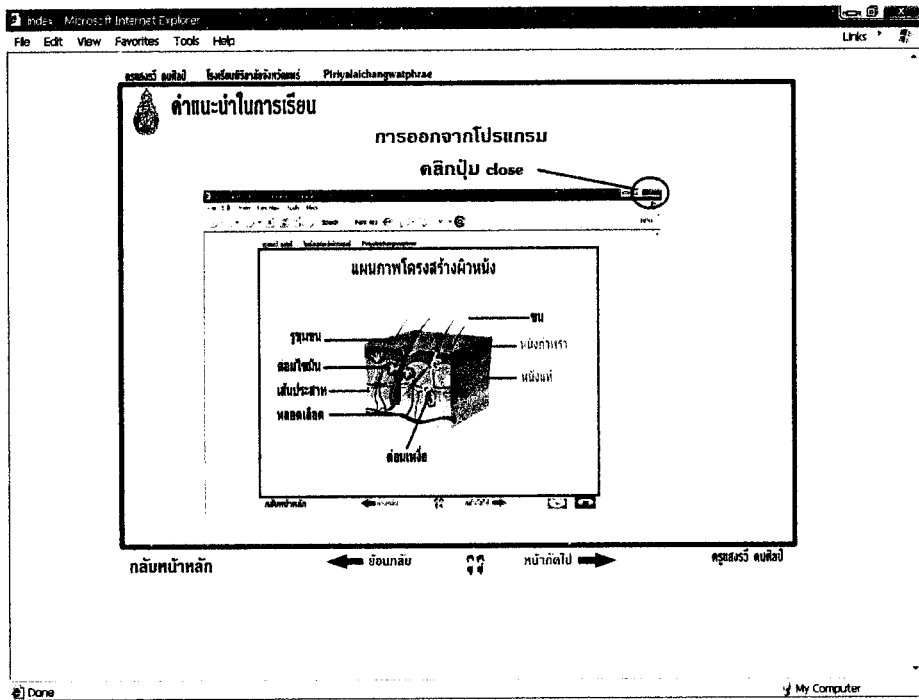 index - Microsoft Internet Explorer
File Edit View Favorites Tools Help
Links
ครูแสงรวี ดนศิลป์ โรงเรียนพิริยาลัยจังหวัดแพร่ Piriyalaichangwatphrae
คำแนะนำในการเรียน
การออกจากโปรแกรม
คลิกปุ่ม close
Search
แผนภาพโครงสร้างผิวหนัง
ขน
รูขุมขน
หนังกำพร้า
ต่อมไขมัน
หนังแท้
เส้นประสาท
หลอดเลือด
ต่อมเหงื่อ
กลับหน้าหลัก
กลับหน้าหลัก ย้อนกลับ หน้าถัดไป ครูแสงรวี ดนศิลป์
Done My Computer